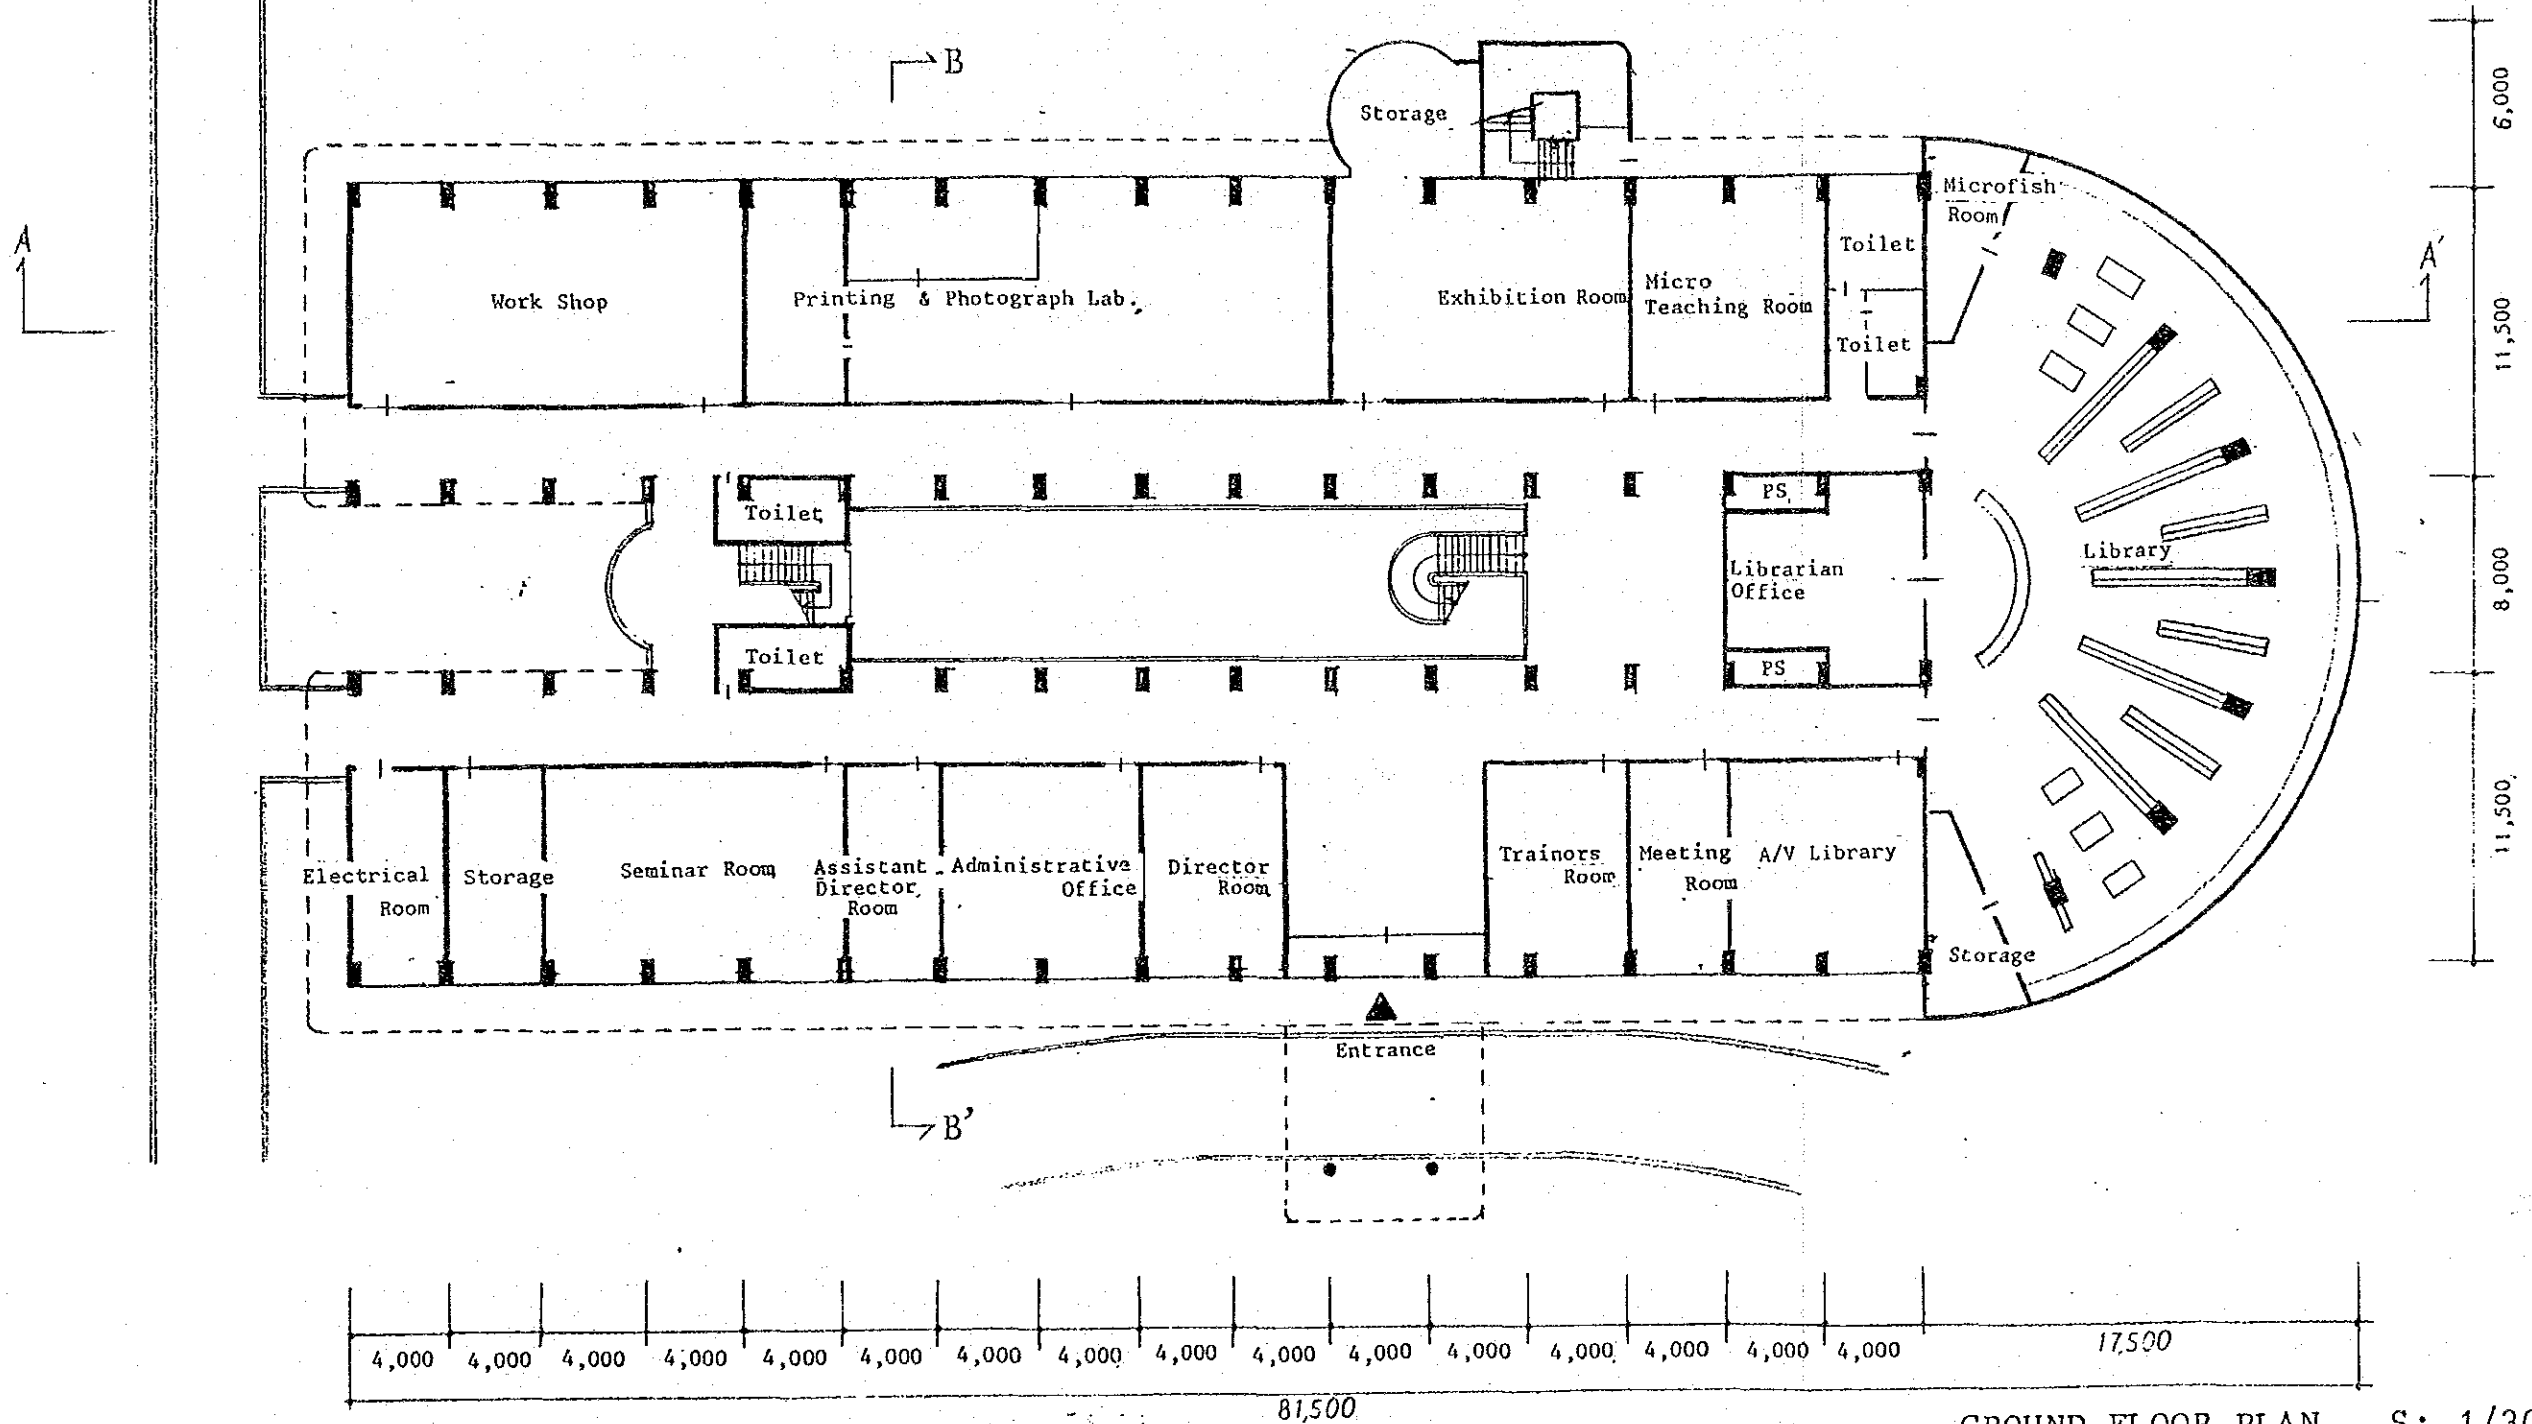 B
6,000
Storage
Microfish
Room
A
A'
Toilet
Work Shop
Printing & Photograph Lab.
Exhibition Room
Micro
Teaching Room
Toilet
11,500
PS
Toilet
Library
Librarian
Office
8,000
Toilet
PS
Electrical
Room
Storage
Seminar Room
Assistant
Director
Room
Administrative
Office
Director
Room
Trainors
Room
Meeting
Room
A/V Library
11,500
Storage
Entrance
B'
4,000 4,000 4,000 4,000 4,000 4,000 4,000 4,000 4,000 4,000 4,000 4,000 4,000 4,000 4,000 4,000
17,500
81,500